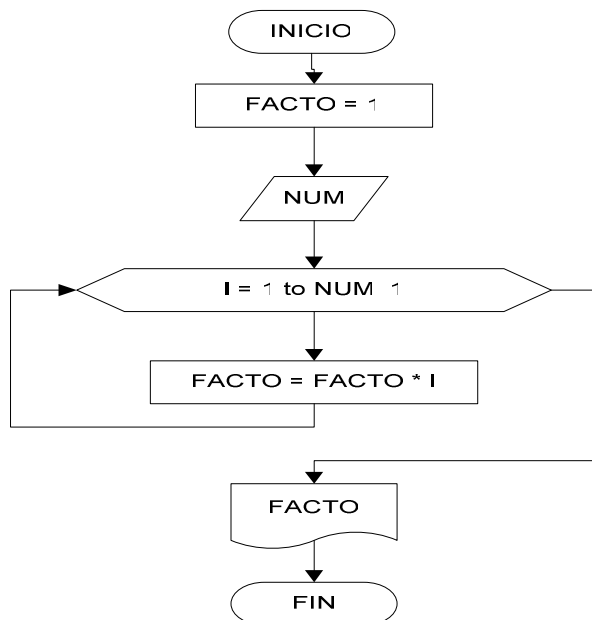 INICIO
FACTO = 1
NUM
I = 1 to NUM 1
FACTO = FACTO * I
FACTO
FIN